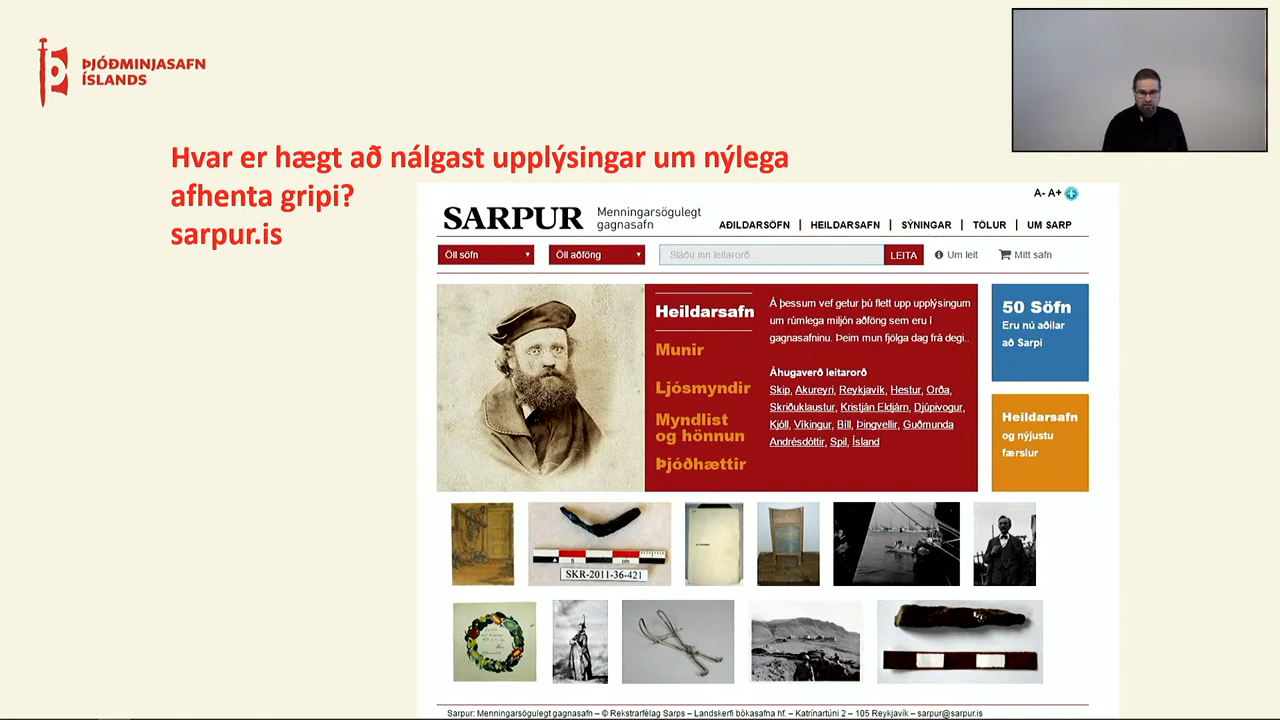 ÞJÓÐMINJASAFN
ÍSLANDS
Hvar er hægt að nálgast upplýsingar um nýlega
afhenta gripi?
sarpur.is
A- A+
SARPUR
Menningarsögulegt
gagnasafn
AÐILDARSÖFN | HEILDARSAFN | SÝNINGAR | TÖLUR | UM SARP
Öll söfn
Öll aðföng
Sláðu inn leitarorð...
LEITA
Um leit
Mitt safn
Heildarsafn
Munir
Ljósmyndir
Myndlist
og hönnun
Þjóðhættir
Á þessum vef getur þú flett upp upplýsingum
um rúmlega miljón aðföng sem eru í
gagnasafninu. Þeim mun fjölga dag frá degi..
Áhugaverð leitarorð
Skip, Akureyri, Reykjavík, Hestur, Orða,
Skriðuklaustur, Kristján Eldjárn, Djúpivogur,
Kjóll, Víkingur, Bíll, Þingvellir, Guðmunda
Andrésdóttir, Spil, Ísland
50 Söfn
Eru nú aðilar
að Sarpi
Heildarsafn
og nýjustu
færslur
cm
SKR-2011-36-421
Sarpur: Menningarsögulegt gagnasafn – © Rekstrarfélag Sarps – Landskerfi bókasafna hf. – Katrínartúni 2 – 105 Reykjavík – sarpur@sarpur.is